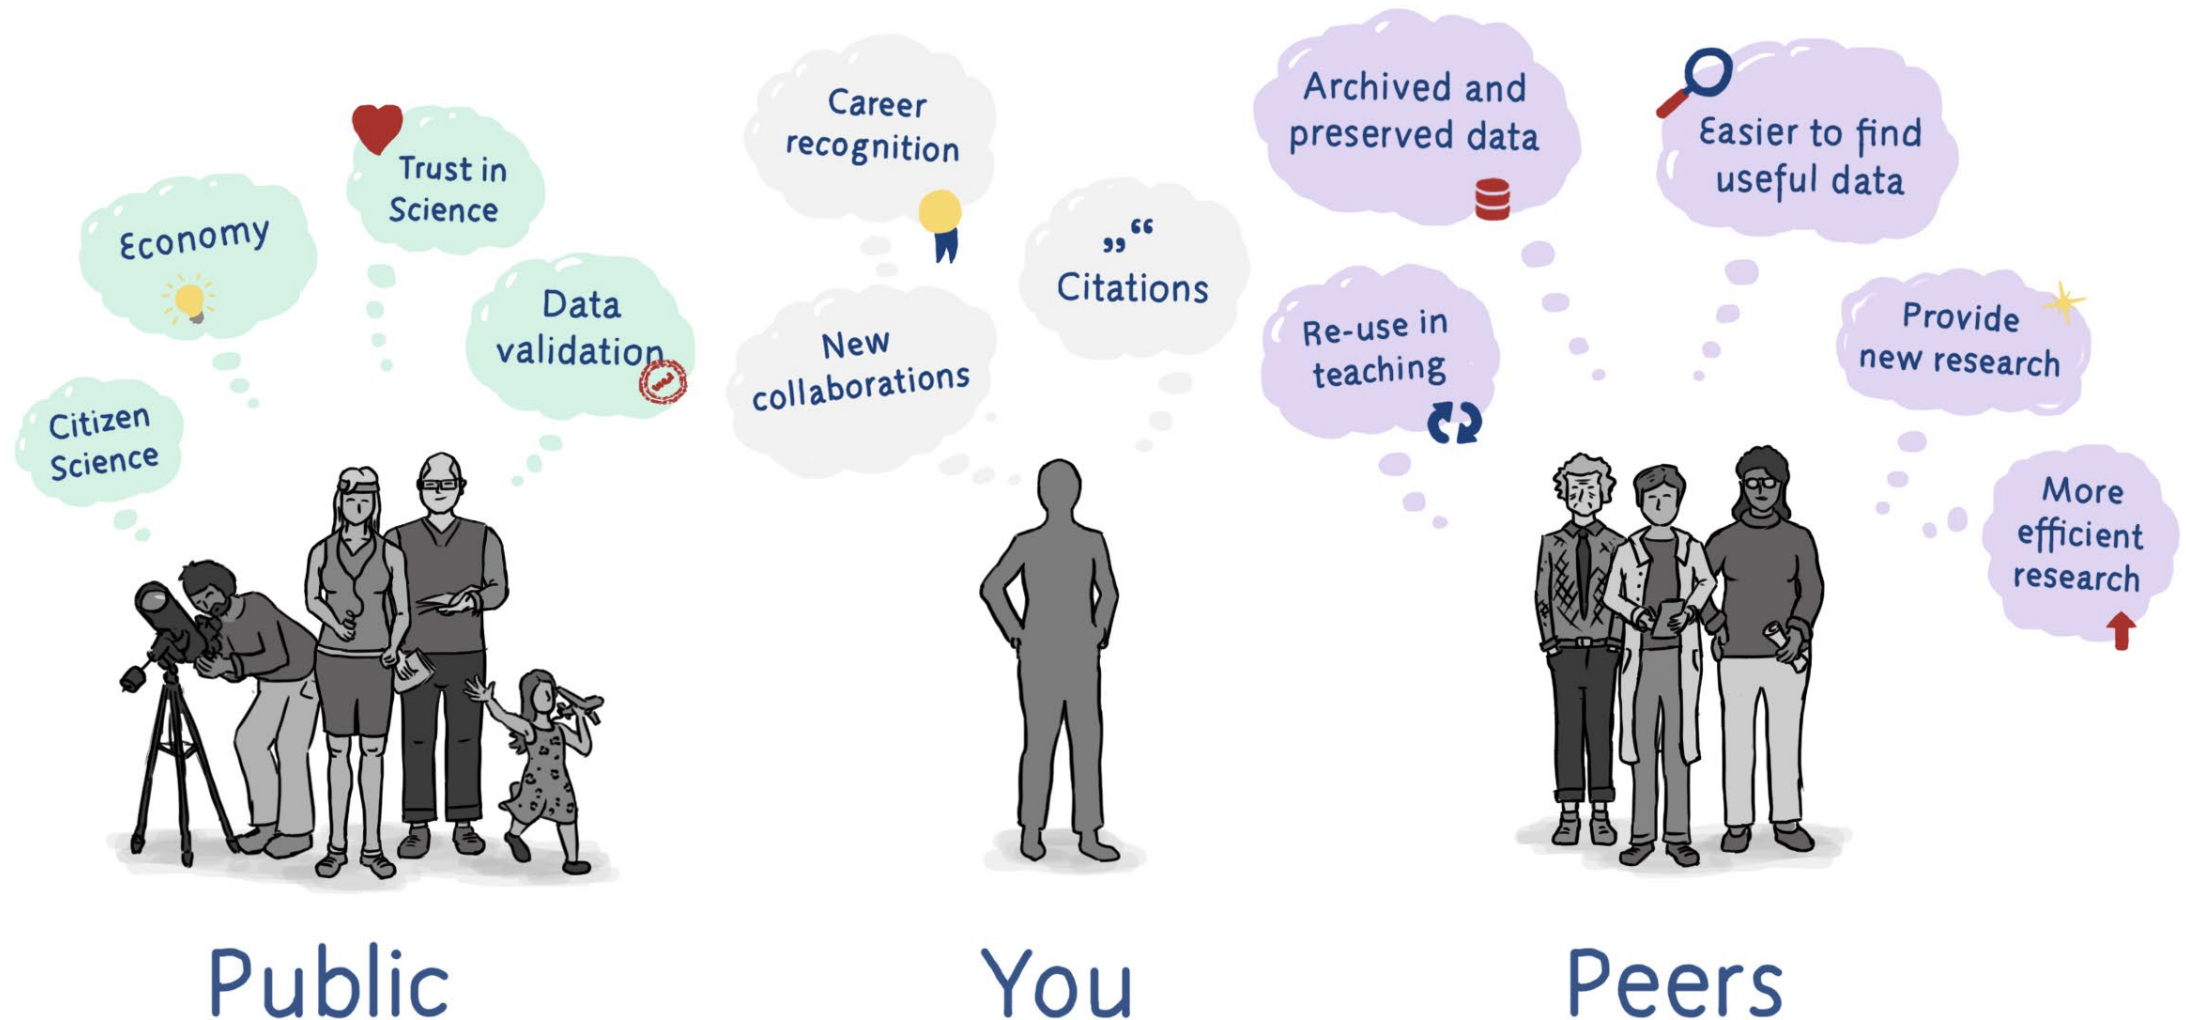 Citizen
Science
Economy
Trust in
Science
Data
validation
Public
Career
recognition
New
collaborations
„ “
Citations
You
Archived and
preserved data
Easier to find
useful data
Re-use in
teaching
Provide
new research
More
efficient
research
Peers